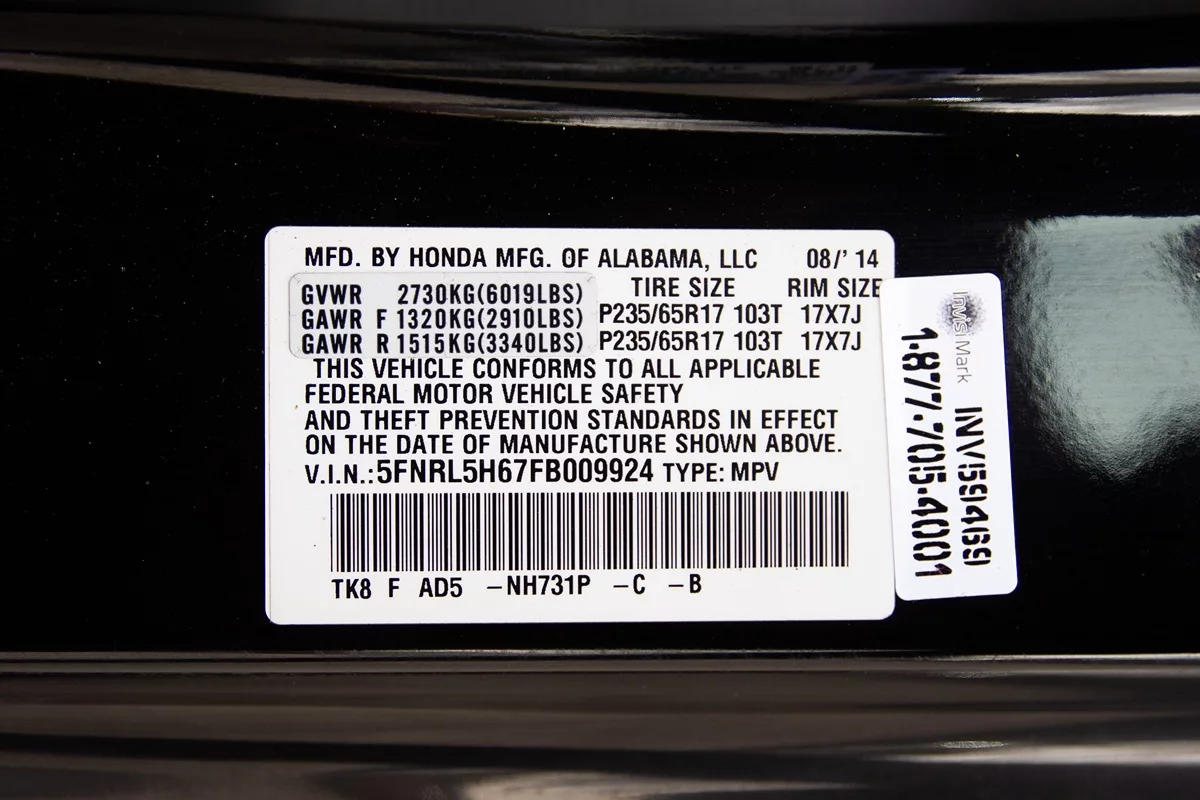 MFD. BY HONDA MFG. OF ALABAMA, LLC 08/' 14
TIRE SIZE RIM SIZE
GVWR 2730KG(6019LBS)
GAWR F 1320KG(2910LBS) P235/65R17 103T 17X7J
GAWR R 1515KG(3340LBS) P235/65R17 103T 17X7J
THIS VEHICLE CONFORMS TO ALL APPLICABLE
FEDERAL MOTOR VEHICLE SAFETY
AND THEFT PREVENTION STANDARDS IN EFFECT
ON THE DATE OF MANUFACTURE SHOWN ABOVE.
V.I.N.:5FNRL5H67FB009924 TYPE: MPV
TK8 F AD5 –NH731P –C –B
InVisi Mark
INV59469
1-877-705-4001